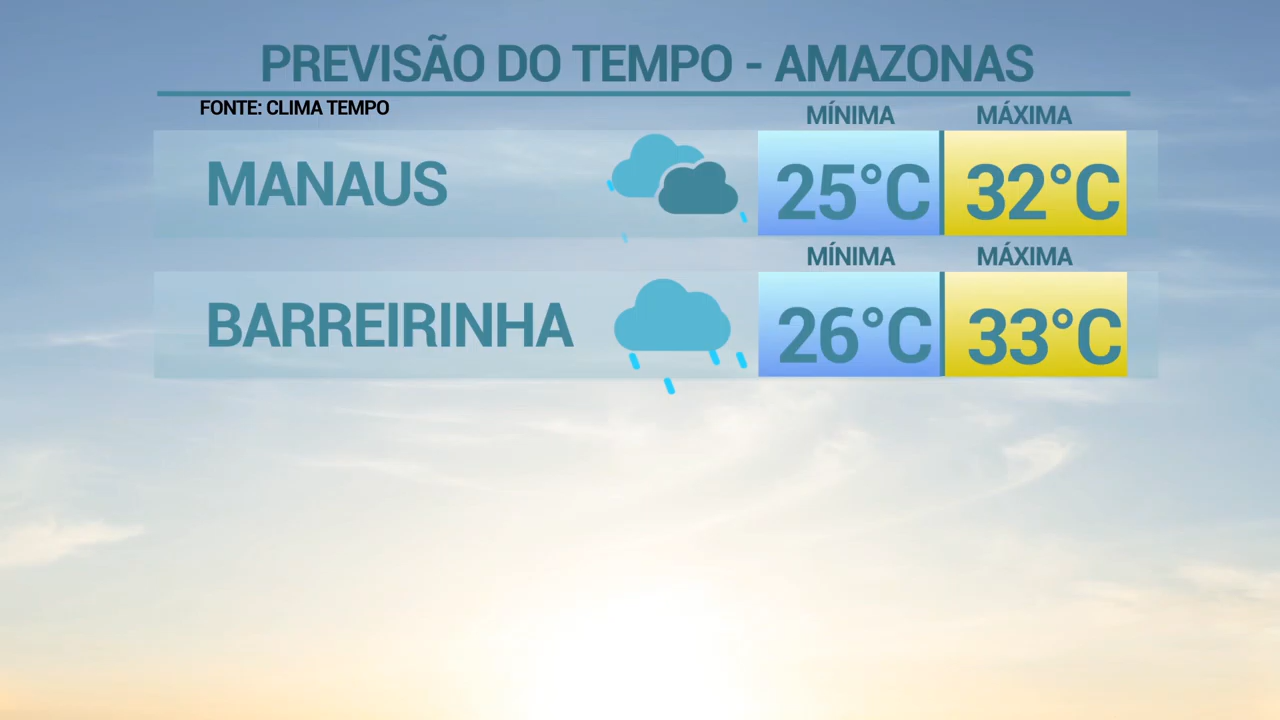 PREVISÃO DO TEMPO - AMAZONAS
FONTE: CLIMA TEMPO
MÍNIMA MÁXIMA
MANAUS 25°C 32°C
MÍNIMA MÁXIMA
BARREIRINHA 26°C 33°C